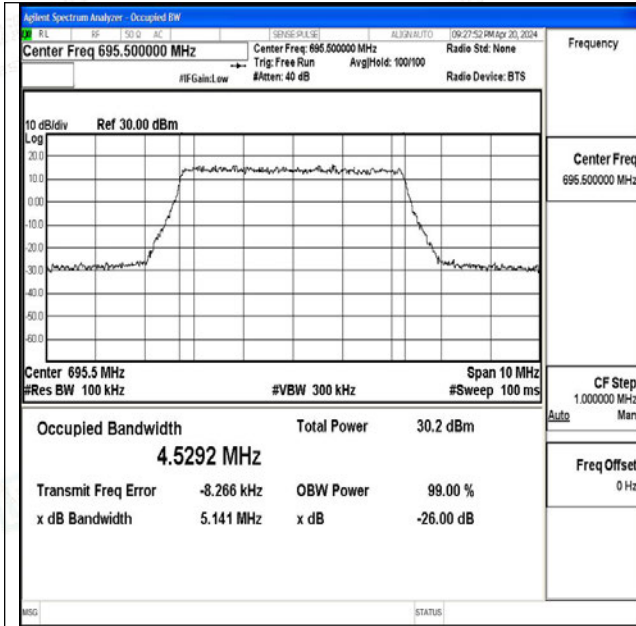 Agilent Spectrum Analyzer - Occupied BW
RL RF 50 Ω AC SENSE:PULSE ALIGNAUTO 09:27:52 PM Apr 20, 2024
Center Freq 695.500000 MHz
Center Freq: 695.500000 MHz
Radio Std: None
Trig: Free Run Avg|Hold: 100/100
#IFGain:Low #Atten: 40 dB Radio Device: BTS
10 dB/div Ref 30.00 dBm
Log
20.0
10.0
0.00
-10.0
-20.0
-30.0
-40.0
-50.0
-60.0
Center 695.5 MHz Span 10 MHz
#Res BW 100 kHz #VBW 300 kHz #Sweep 100 ms
Occupied Bandwidth Total Power 30.2 dBm
4.5292 MHz
Transmit Freq Error -8.266 kHz OBW Power 99.00 %
x dB Bandwidth 5.141 MHz x dB -26.00 dB
MSG STATUS
Frequency
Center Freq
695.500000 MHz
CF Step
1.000000 MHz
Auto Man
Freq Offset
0 Hz